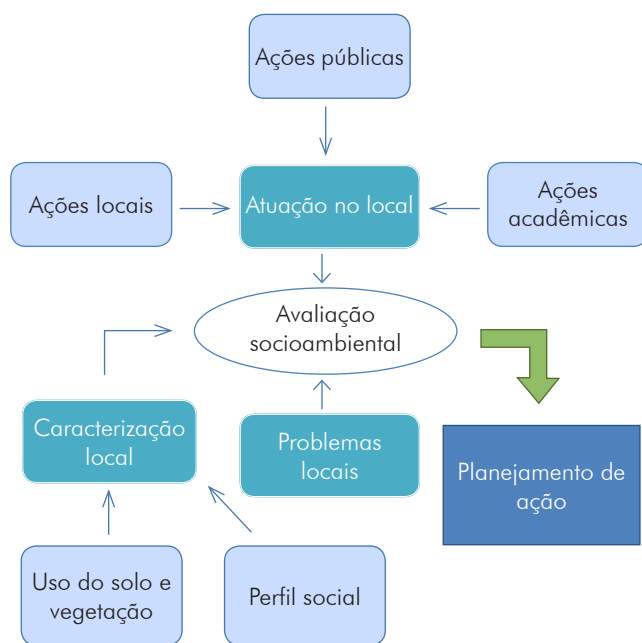 Ações públicas
Ações locais
Atuação no local
Ações
acadêmicas
Avaliação
socioambiental
Caracterização
local
Problemas
locais
Planejamento de
ação
Uso do solo e
vegetação
Perfil social